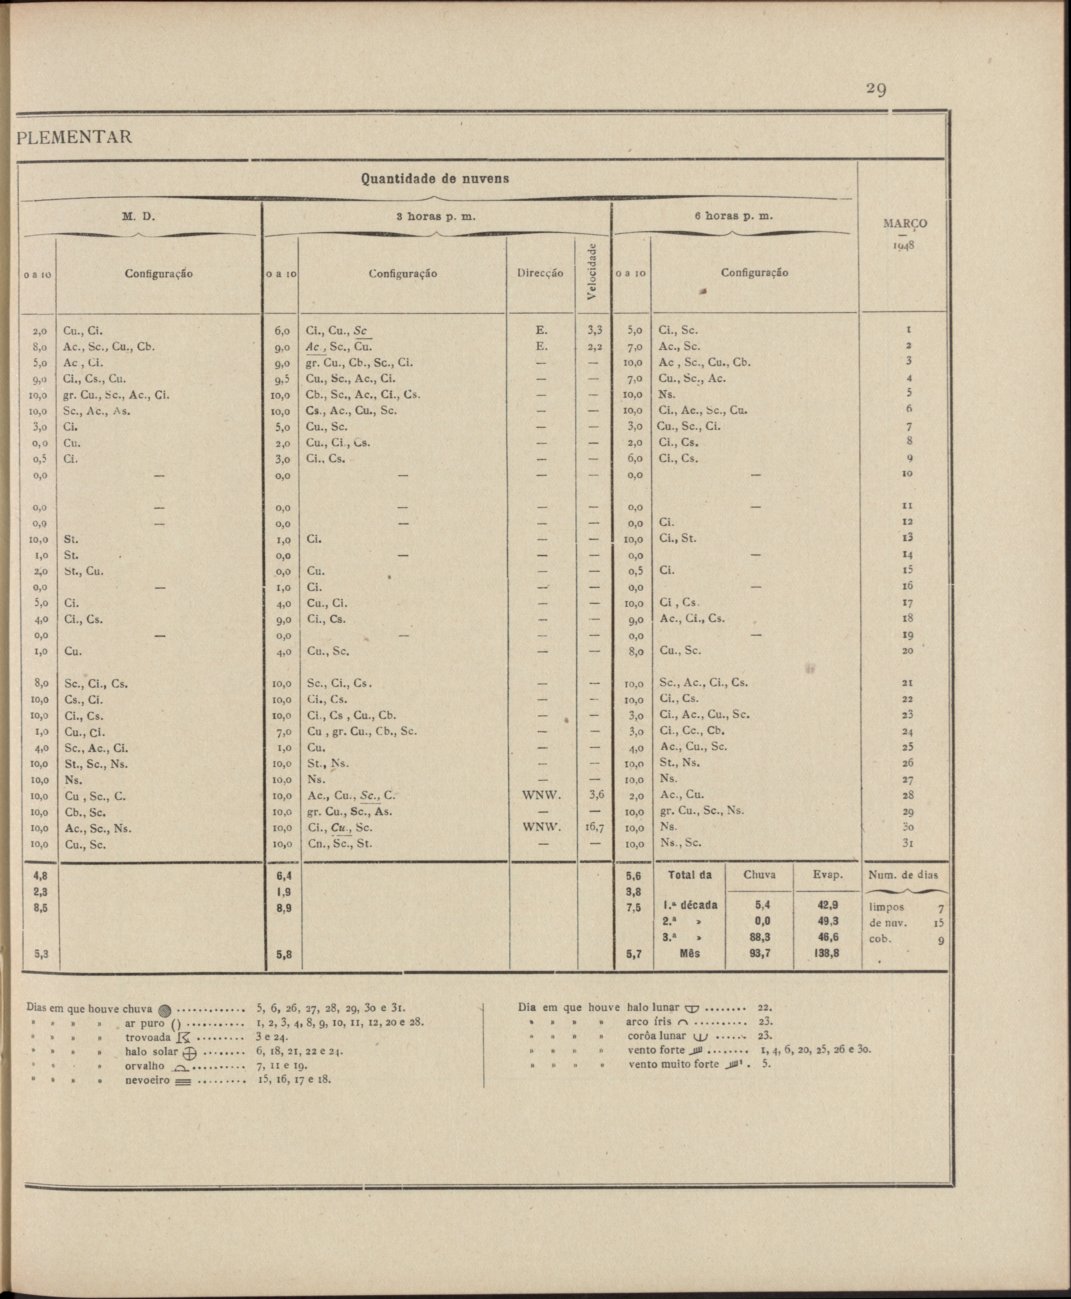 29
PLEMENTAR
Quantidade de nuvens
M. D. 3 horas p. m. 6 horas p. m. MARÇO
— 1948
0 a 10 Configuração 0 a 10 Configuração Direcção Velocidade 0 a 10 Configuração
2,0 Cu., Ci. 6,0 Ci., Cu., Sc E. 3,3 5,0 Ci., Sc. 1
8,0 Ac., Sc., Cu., Cb. 9,0 Ac., Sc., Cu. E. 2,2 7,0 Ac., Sc. 2
5,0 Ac , Ci. 9,0 gr. Cu., Cb., Sc., Ci. — — 10,0 Ac , Sc., Cu., Cb. 3
9,0 Ci., Cs., Cu. 9,5 Cu., Sc., Ac., Ci. — — 7,0 Cu., Sc., Ac. 4
10,0 gr. Cu., Sc., Ac., Ci. 10,0 Cb., Sc., Ac., Ci., Cs. — — 10,0 Ns. 5
10,0 Sc., Ac., As. 10,0 Cs., Ac., Cu., Sc. — — 10,0 Ci., Ac., Sc., Cu. 6
3,0 Ci. 5,0 Cu., Sc. — — 3,0 Cu., Sc., Ci. 7
0,0 Cu. 2,0 Cu., Ci., Cs. — — 2,0 Ci., Cs. 8
0,5 Ci. 3,0 Ci., Cs. — — 6,0 Ci., Cs. 9
0,0 — 0,0 — — — 0,0 — 10
0,0 — 0,0 — — — 0,0 — 11
0,0 — 0,0 — — — 0,0 Ci. 12
10,0 St. 1,0 Ci. — — 10,0 Ci., St. 13
1,0 St. 0,0 — — — 0,0 — 14
2,0 St., Cu. 0,0 Cu. — — 0,5 Ci. 15
0,0 — 1,0 Ci. — — 0,0 — 16
5,0 Ci. 4,0 Cu., Ci. — — 10,0 Ci , Cs. 17
4,0 Ci., Cs. 9,0 Ci., Cs. — — 9,0 Ac., Ci., Cs. 18
0,0 — 0,0 — — — 0,0 — 19
1,0 Cu. 4,0 Cu., Sc. — — 8,0 Cu., Sc. 20
8,0 Sc., Ci., Cs. 10,0 Sc., Ci., Cs. — — 10,0 Sc., Ac., Ci., Cs. 21
10,0 Cs., Ci. 10,0 Ci., Cs. — — 10,0 Ci., Cs. 22
10,0 Ci., Cs. 10,0 Ci., Cs , Cu., Cb. — — 3,0 Ci., Ac., Cu., Sc. 23
1,0 Cu., Ci. 7,0 Cu , gr. Cu., Cb., Sc. — — 3,0 Ci., Cc., Cb. 24
4,0 Sc., Ac., Ci. 1,0 Cu. — — 4,0 Ac., Cu., Sc. 25
10,0 St., Sc., Ns. 10,0 St., Ns. — — 10,0 St., Ns. 26
10,0 Ns. 10,0 Ns. — — 10,0 Ns. 27
10,0 Cu , Sc., C. 10,0 Ac., Cu., Sc., C. WNW. 3,6 2,0 Ac., Cu. 28
10,0 Cb., Sc. 10,0 gr. Cu., Sc., As. — — 10,0 gr. Cu., Sc., Ns. 29
10,0 Ac., Sc., Ns. 10,0 Ci., Cu., Sc. WNW. 16,7 10,0 Ns. 30
10,0 Cu., Sc. 10,0 Cn., Sc., St. — — 10,0 Ns., Sc. 31
4,8 6,4 5,6 Total da Chuva Evap. Num. de dias
2,3 1,9 3,8
8,5 8,9 7,5 1.ª década 5,4 42,9 limpos 7
2.ª » 0,0 49,3 de nuv. 15
3.ª » 88,3 46,6 cob. 9
5,3 5,8 5,7 Mês 93,7 138,8
Dias em que houve chuva ............ 5, 6, 26, 27, 28, 29, 30 e 31.
» » » » ar puro () ........... 1, 2, 3, 4, 8, 9, 10, 11, 12, 20 e 28.
» » » » trovoada ......... 3 e 24.
» » » » halo solar ........ 6, 18, 21, 22 e 24.
» » » » orvalho .......... 7, 11 e 19.
» » » » nevoeiro ......... 15, 16, 17 e 18.
Dia em que houve halo lunar ........ 22.
» » » » arco íris .......... 23.
» » » » corôa lunar ...... 23.
» » » » vento forte ........ 1, 4, 6, 20, 25, 26 e 30.
» » » » vento muito forte . 5.